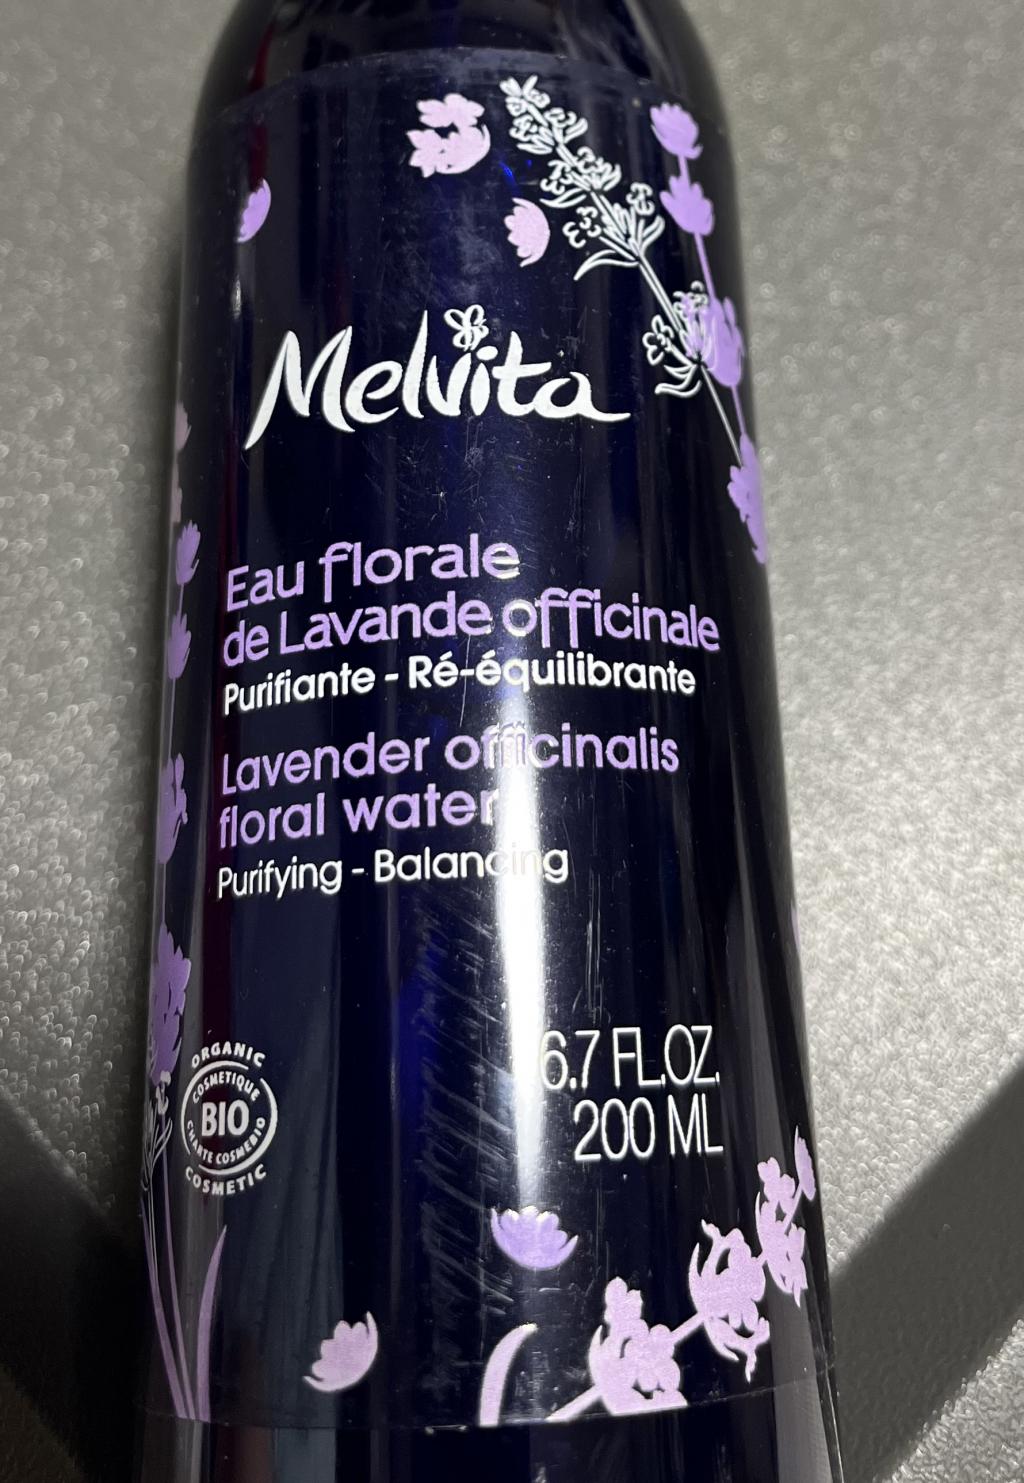 Melvita
Eau florale
de Lavande officinale
Purifiante - Ré-équilibrante
Lavender officinalis
floral water
Purifying - Balancing
6.7 FL.OZ.
200 ML
ORGANIC
COSMETIQUE
BIO
CHARTE COSMEBIO
COSMETIC